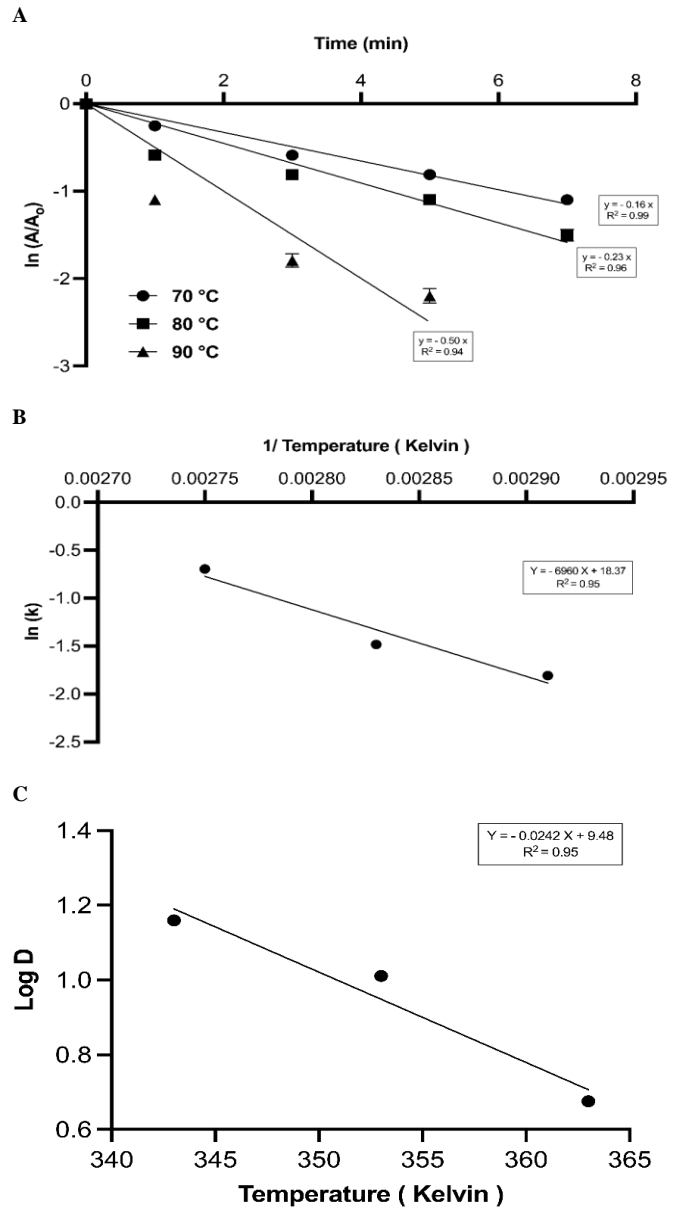 A
Time (min)
0 2 4 6 8
0
-1
-2
-3
ln (A/Ao)
70 °C
80 °C
90 °C
y = - 0.16 x
R² = 0.99
y = - 0.23 x
R² = 0.96
y = - 0.50 x
R² = 0.94
B
1/ Temperature ( Kelvin )
0.00270 0.00275 0.00280 0.00285 0.00290 0.00295
0.0
-0.5
-1.0
-1.5
-2.0
-2.5
ln (k)
Y = - 6960 X + 18.37
R² = 0.95
C
1.4
1.2
1.0
0.8
0.6
Log D
Y = - 0.0242 X + 9.48
R² = 0.95
340 345 350 355 360 365
Temperature ( Kelvin )